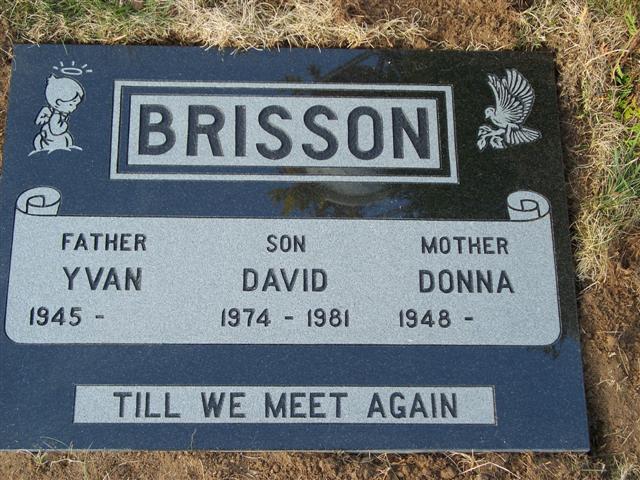 BRISSON
FATHER SON MOTHER
YVAN DAVID DONNA
1945 - 1974 - 1981 1948 -
TILL WE MEET AGAIN